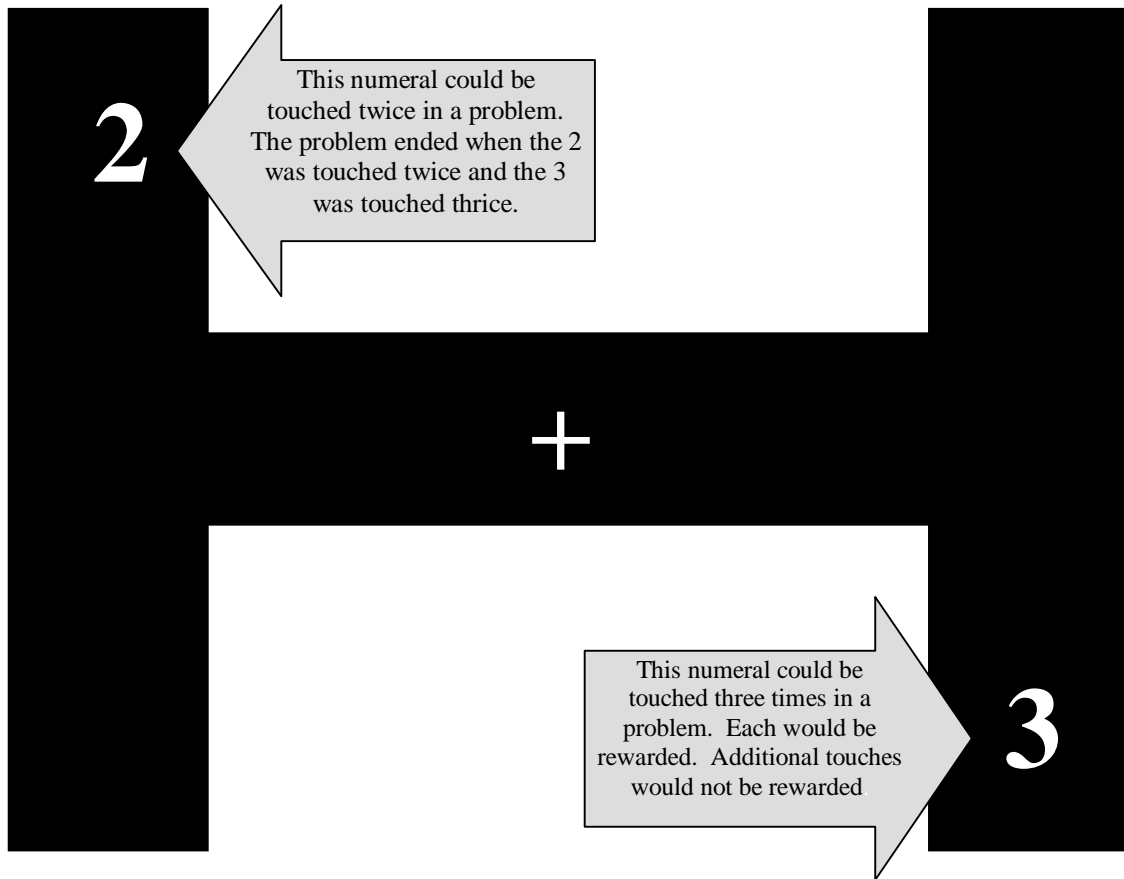 2
This numeral could be
touched twice in a problem.
The problem ended when the 2
was touched twice and the 3
was touched thrice.
+
This numeral could be
touched three times in a
problem.  Each would be
rewarded.  Additional touches
would not be rewarded
3